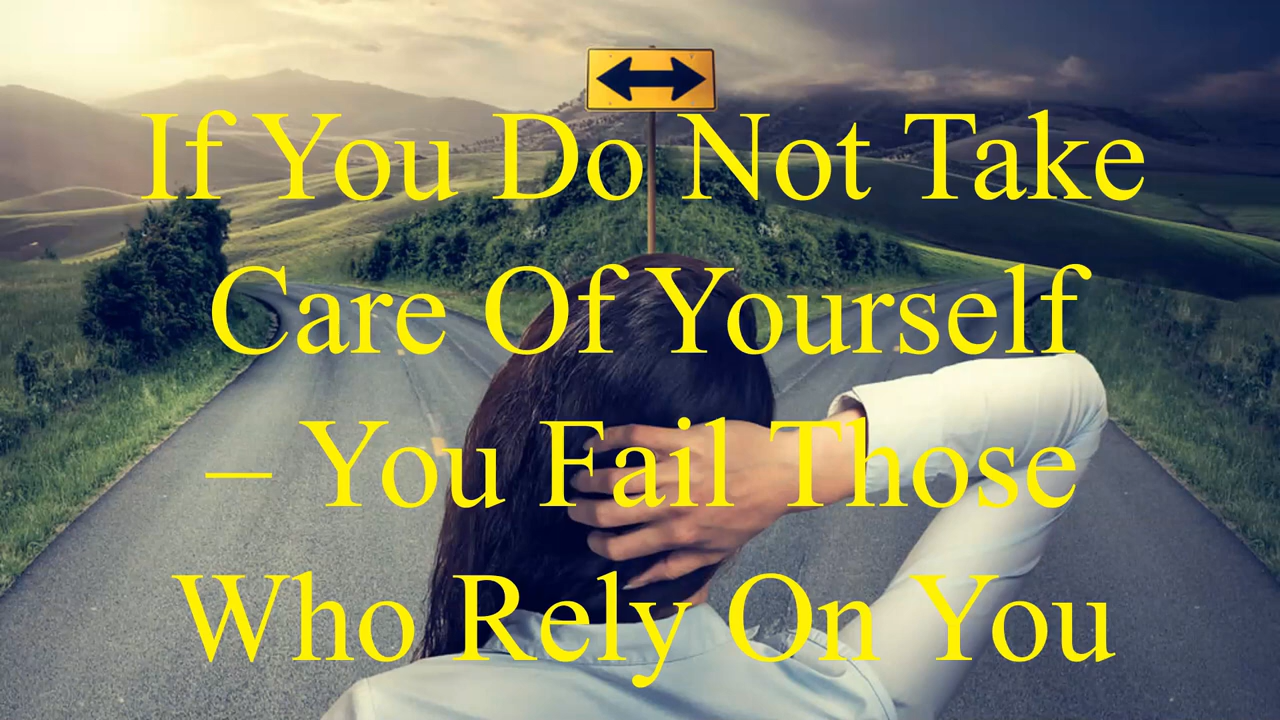 If You Do Not Take
Care Of Yourself
– You Fail Those
Who Rely On You